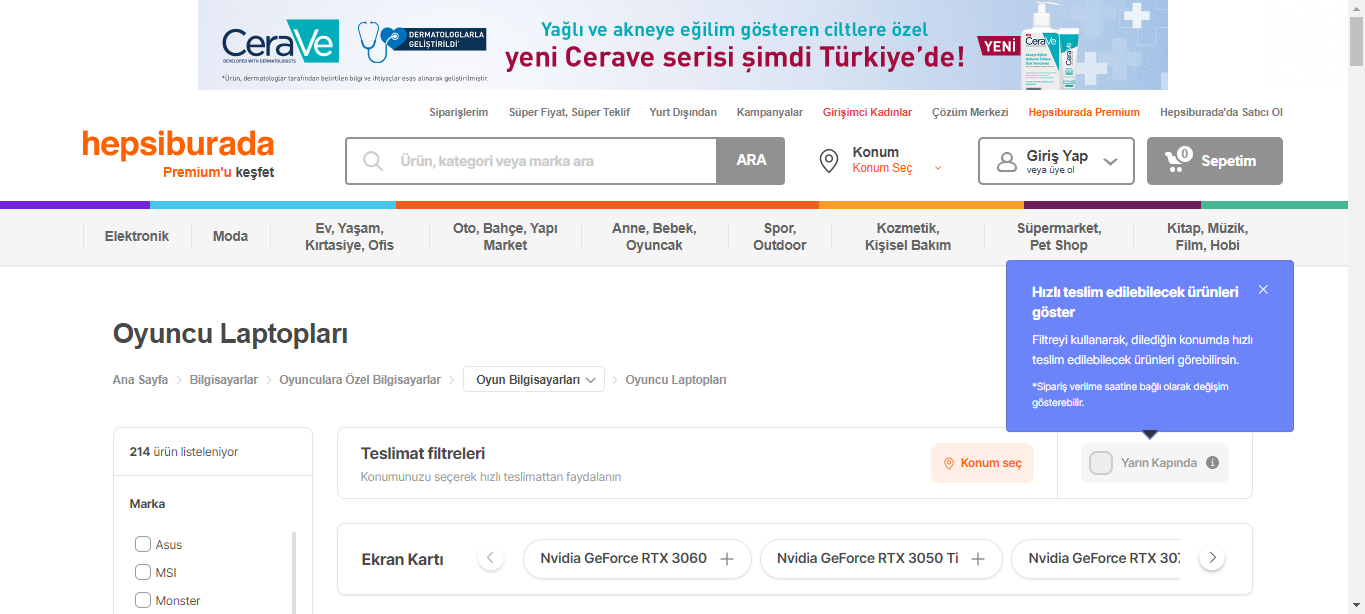 CeraVe
DEVELOPED WITH DERMATOLOGISTS
DERMATOLOGLARLA
GELİŞTİRİLDİ*
*Ürün, dermatologlar tarafından belirtilen bilgi ve ihtiyaçlar esas alınarak geliştirilmiştir.
Yağlı ve akneye eğilim gösteren ciltlere özel
yeni Cerave serisi şimdi Türkiye'de!
YENİ
CeraVe
CeraVe
Siparişlerim
Süper Fiyat, Süper Teklif
Yurt Dışından
Kampanyalar
Girişimci Kadınlar
Çözüm Merkezi
Hepsiburada Premium
Hepsiburada'da Satıcı Ol
hepsiburada
Premium'u keşfet
Ürün, kategori veya marka ara
ARA
Konum
Konum Seç
Giriş Yap
veya üye ol
0
Sepetim
Elektronik
Moda
Ev, Yaşam,
Kırtasiye, Ofis
Oto, Bahçe, Yapı
Market
Anne, Bebek,
Oyuncak
Spor,
Outdoor
Kozmetik,
Kişisel Bakım
Süpermarket,
Pet Shop
Kitap, Müzik,
Film, Hobi
Hızlı teslim edilebilecek ürünleri
göster
Filtreyi kullanarak, dilediğin konumda hızlı
teslim edilebilecek ürünleri görebilirsin.
*Sipariş verilme saatine bağlı olarak değişim
gösterebilir.
Oyuncu Laptopları
Ana Sayfa
Bilgisayarlar
Oyunculara Özel Bilgisayarlar
Oyun Bilgisayarları
Oyuncu Laptopları
214 ürün listeleniyor
Marka
Asus
MSI
Monster
Teslimat filtreleri
Konumunuzu seçerek hızlı teslimattan faydalanın
Konum seç
Yarın Kapında
Ekran Kartı
Nvidia GeForce RTX 3060
Nvidia GeForce RTX 3050 Ti
Nvidia GeForce RTX 307